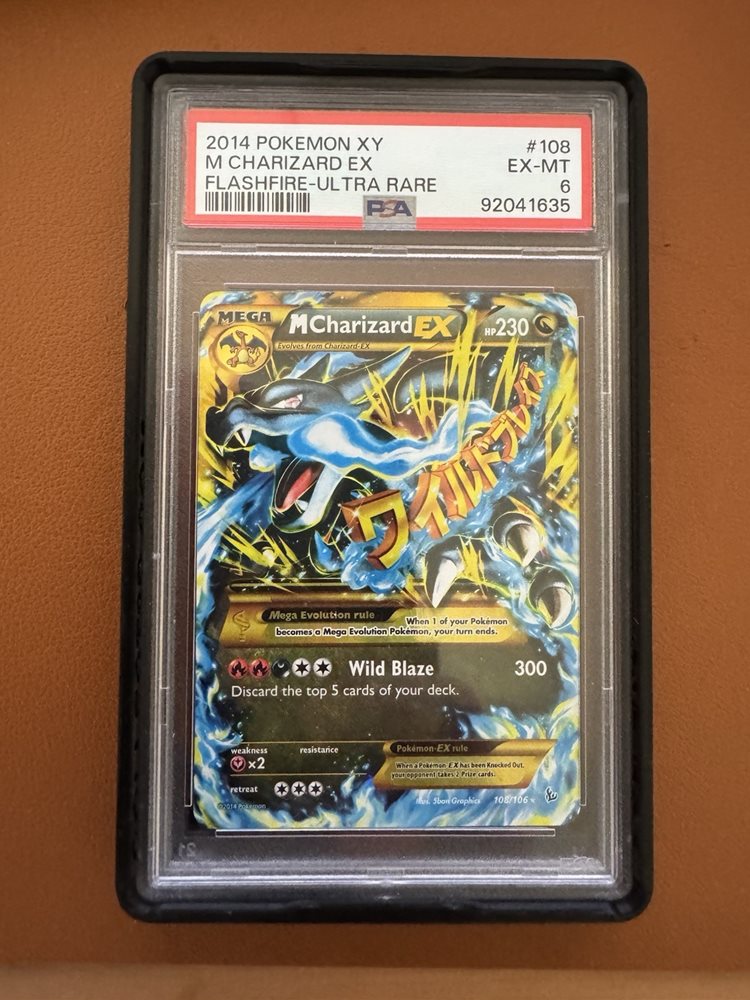 2014 POKEMON XY #108
M CHARIZARD EX EX-MT
FLASHFIRE-ULTRA RARE 6
PSA 92041635
MEGA
M Charizard EX HP 230
Evolves from Charizard-EX
ワイルドブレイズ
Mega Evolution rule When 1 of your Pokémon
becomes a Mega Evolution Pokémon, your turn ends.
Wild Blaze 300
Discard the top 5 cards of your deck.
weakness resistance
×2
retreat
Pokémon-EX rule
When a Pokémon-EX has been Knocked Out,
your opponent takes 2 Prize cards.
©2014 Pokémon Illus. 5ban Graphics 108/106